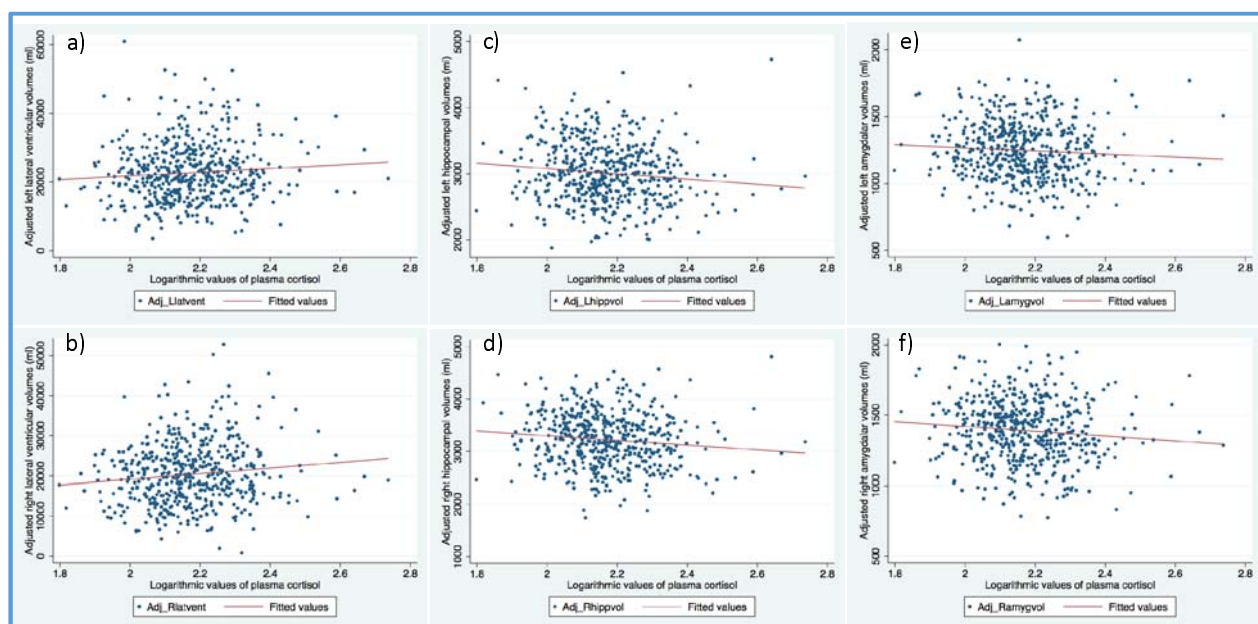 a)
Adjusted left lateral ventricular volumes (ml)
60000
40000
20000
0
1.8 2 2.2 2.4 2.6 2.8
Logarithmic values of plasma cortisol
Adj_Llatvent Fitted values
c)
Adjusted left hippocampal volumes (ml)
5000
4000
3000
2000
1.8 2 2.2 2.4 2.6 2.8
Logarithmic values of plasma cortisol
Adj_Lhippvol Fitted values
e)
Adjusted left amygdalar volumes (ml)
2000
1500
1000
500
1.8 2 2.2 2.4 2.6 2.8
Logarithmic values of plasma cortisol
Adj_Lamygvol Fitted values
b)
Adjusted right lateral ventricular volumes (ml)
50000
40000
30000
20000
10000
0
1.8 2 2.2 2.4 2.6 2.8
Logarithmic values of plasma cortisol
Adj_Rlatvent Fitted values
d)
Adjusted right hippocampal volumes (ml)
5000
4000
3000
2000
1000
1.8 2 2.2 2.4 2.6 2.8
Logarithmic values of plasma cortisol
Adj_Rhippvol Fitted values
f)
Adjusted right amygdalar volumes (ml)
2000
1500
1000
500
1.8 2 2.2 2.4 2.6 2.8
Logarithmic values of plasma cortisol
Adj_Ramygvol Fitted values